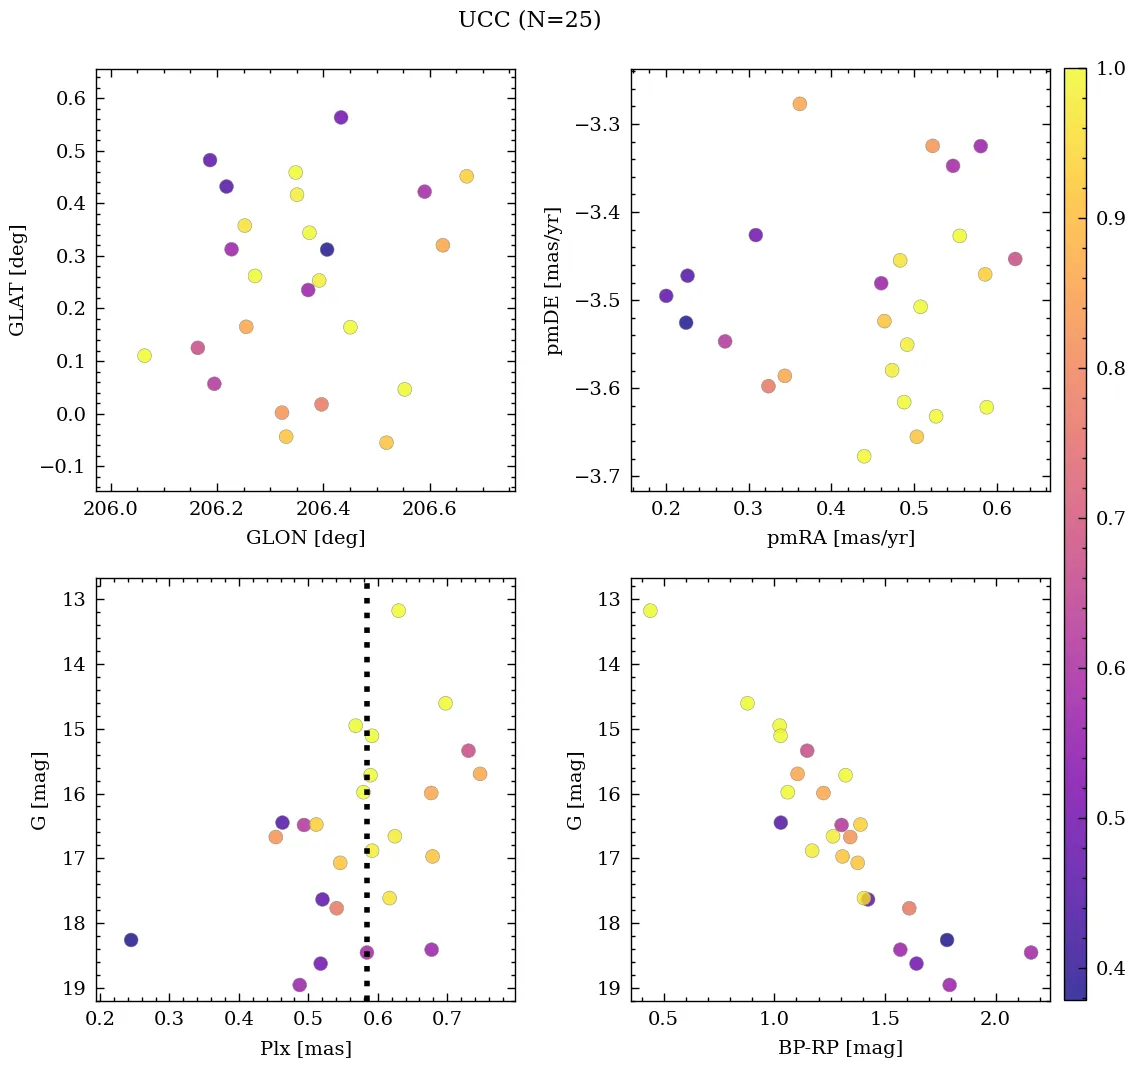 UCC (N=25)
0.6
0.5
0.4
0.3
0.2
0.1
0.0
−0.1
GLAT [deg]
206.0 206.2 206.4 206.6
GLON [deg]
−3.3
−3.4
−3.5
−3.6
−3.7
pmDE [mas/yr]
0.2 0.3 0.4 0.5 0.6
pmRA [mas/yr]
13
14
15
16
17
18
19
G [mag]
0.2 0.3 0.4 0.5 0.6 0.7
Plx [mas]
13
14
15
16
17
18
19
G [mag]
0.5 1.0 1.5 2.0
BP-RP [mag]
1.0
0.9
0.8
0.7
0.6
0.5
0.4